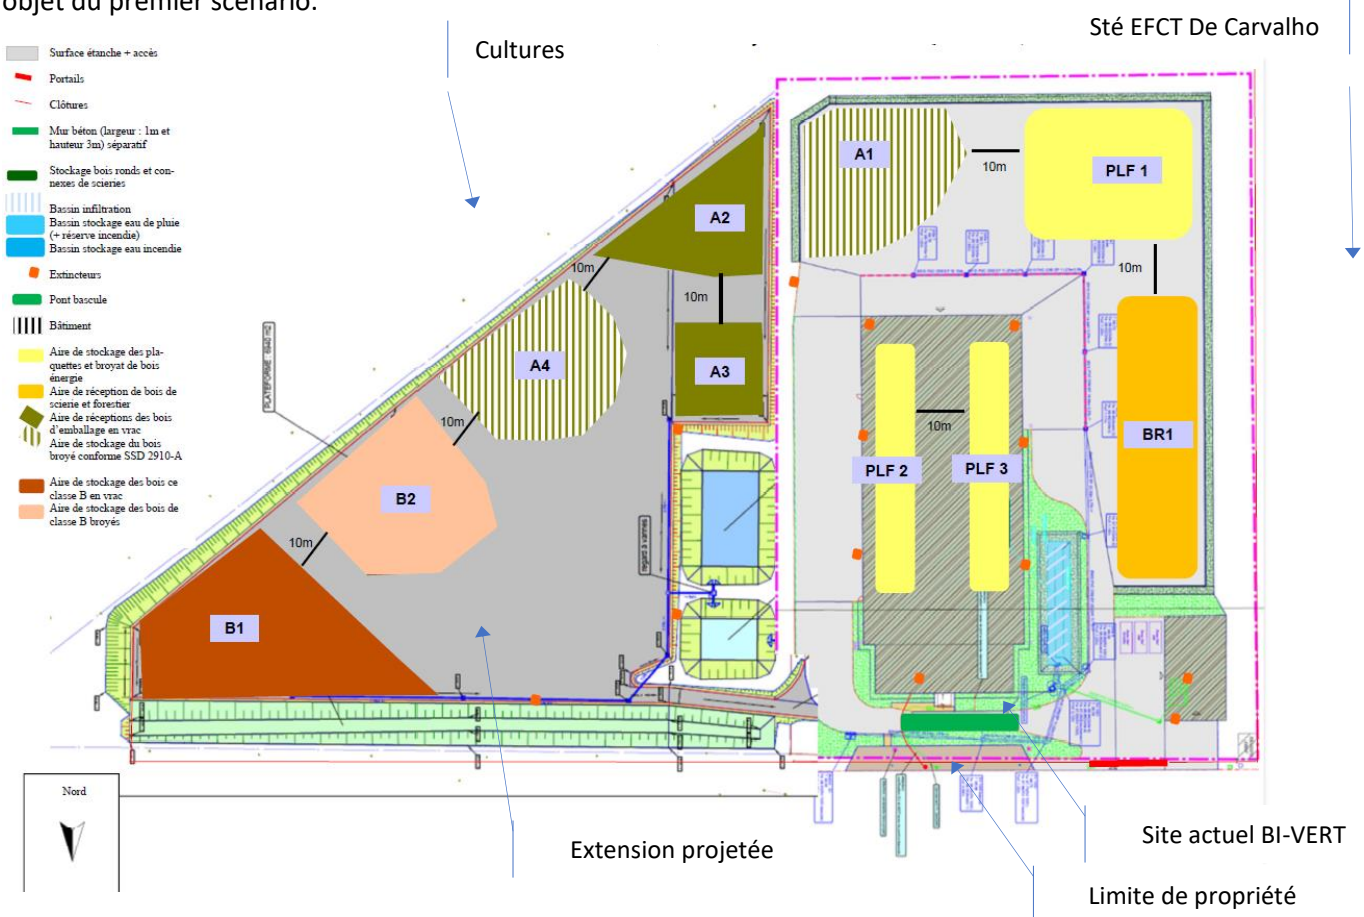 objet du premier scénario.
Sté EFCT De Carvalho
Cultures
Surface étanche + accès
Portails
Clôtures
Mur béton (largeur : 1m et
hauteur 3m) séparatif
Stockage bois ronds et con-
nexes de scieries
Bassin infiltration
Bassin stockage eau de pluie
(+ réserve incendie)
Bassin stockage eau incendie
Extincteurs
Pont bascule
Bâtiment
Aire de stockage des pla-
quettes et broyat de bois
énergie
Aire de réception de bois de
scierie et forestier
Aire de réceptions des bois
d'emballage en vrac
Aire de stockage du bois
broyé conforme SSD 2910-A
Aire de stockage des bois ce
classe B en vrac
Aire de stockage des bois de
classe B broyés
A1
10m
PLF 1
A2
10m
10m
10m
A4
A3
PLATEFORME : 6940 m2
10m
10m
PLF 2
PLF 3
BR1
B2
10m
regard à vannes
B1
Nord
Extension projetée
Site actuel BI-VERT
Limite de propriété